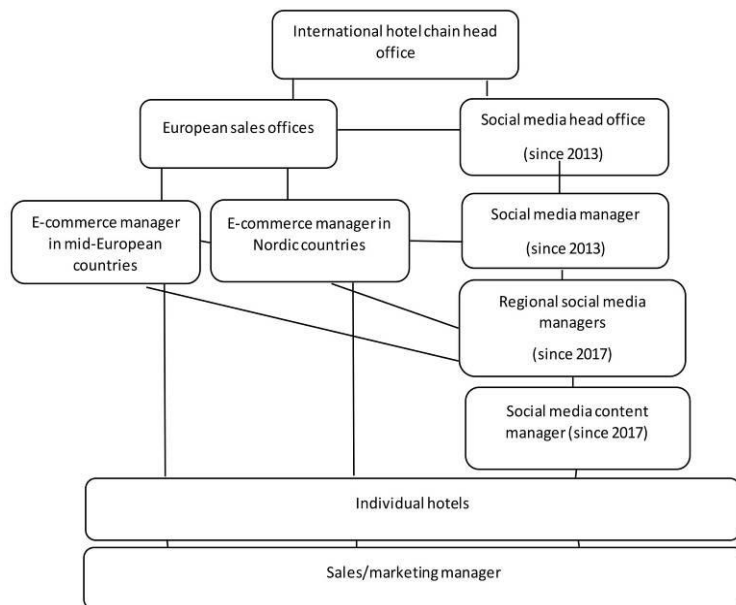 International hotel chain head
office
European sales offices
Social media head office
(since 2013)
E-commerce manager
in mid-European
countries
E-commerce manager in
Nordic countries
Social media manager
(since 2013)
Regional social media
managers
(since 2017)
Social media content
manager (since 2017)
Individual hotels
Sales/marketing manager